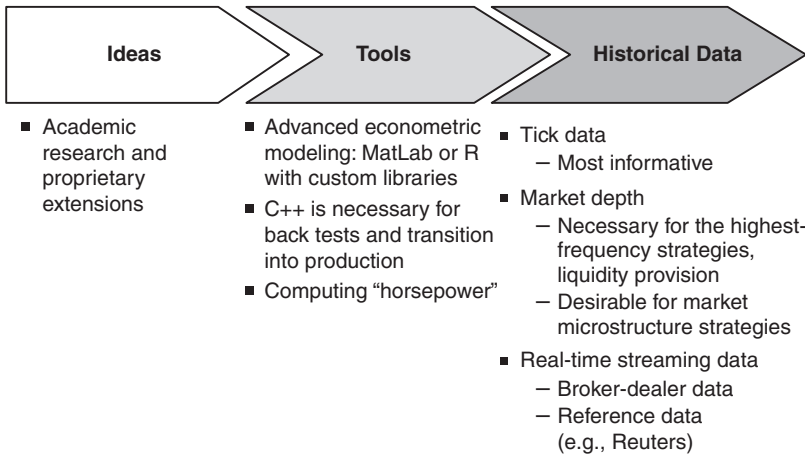 Ideas
Tools
Historical Data
■ Academic
research and
proprietary
extensions
■ Advanced econometric
modeling: MatLab or R
with custom libraries
■ C++ is necessary for
back tests and transition
into production
■ Computing “horsepower”
■ Tick data
– Most informative
■ Market depth
– Necessary for the highest-
frequency strategies,
liquidity provision
– Desirable for market
microstructure strategies
■ Real-time streaming data
– Broker-dealer data
– Reference data
(e.g., Reuters)